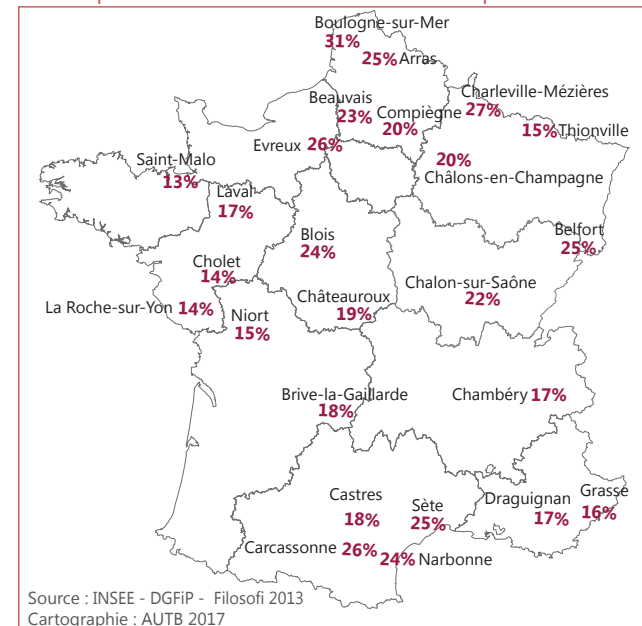 Boulogne-sur-Mer
31%
25% Arras
Charleville-Mézières
27%
Beauvais
23%
Compiègne
20%
15% Thionville
Evreux 26%
20%
Châlons-en-Champagne
Saint-Malo
13%
Laval
17%
Blois
24%
Belfort
25%
Cholet
14%
Chalon-sur-Saône
22%
La Roche-sur-Yon 14%
Niort
15%
Châteauroux
19%
Brive-la-Gaillarde
18%
Chambéry 17%
Castres
18%
Sète
25%
Draguignan
17%
Grasse
16%
Carcassonne 26%
24% Narbonne
Source : INSEE - DGFiP - Filosofi 2013
Cartographie : AUTB 2017